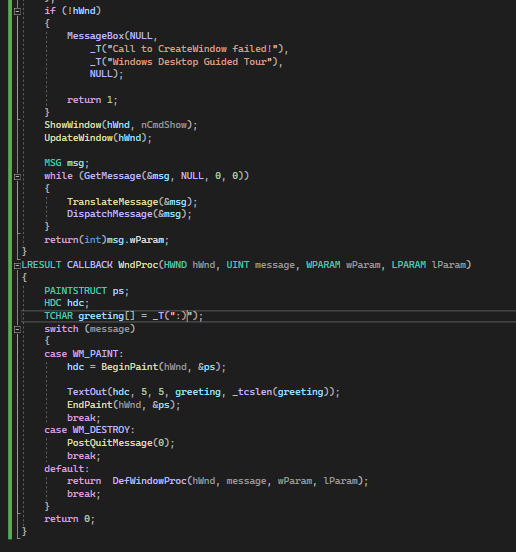 if (!hWnd)
{
MessageBox(NULL,
_T("Call to CreateWindow failed!"),
_T("Windows Desktop Guided Tour"),
NULL);
return 1;
}
ShowWindow(hWnd, nCmdShow);
UpdateWindow(hWnd);
MSG msg;
while (GetMessage(&msg, NULL, 0, 0))
{
TranslateMessage(&msg);
DispatchMessage(&msg);
}
return(int)msg.wParam;
}
LRESULT CALLBACK WndProc(HWND hWnd, UINT message, WPARAM wParam, LPARAM lParam)
{
PAINTSTRUCT ps;
HDC hdc;
TCHAR greeting[] = _T(":)");
switch (message)
{
case WM_PAINT:
hdc = BeginPaint(hWnd, &ps);
TextOut(hdc, 5, 5, greeting, _tcslen(greeting));
EndPaint(hWnd, &ps);
break;
case WM_DESTROY:
PostQuitMessage(0);
break;
default:
return  DefWindowProc(hWnd, message, wParam, lParam);
break;
}
return 0;
}